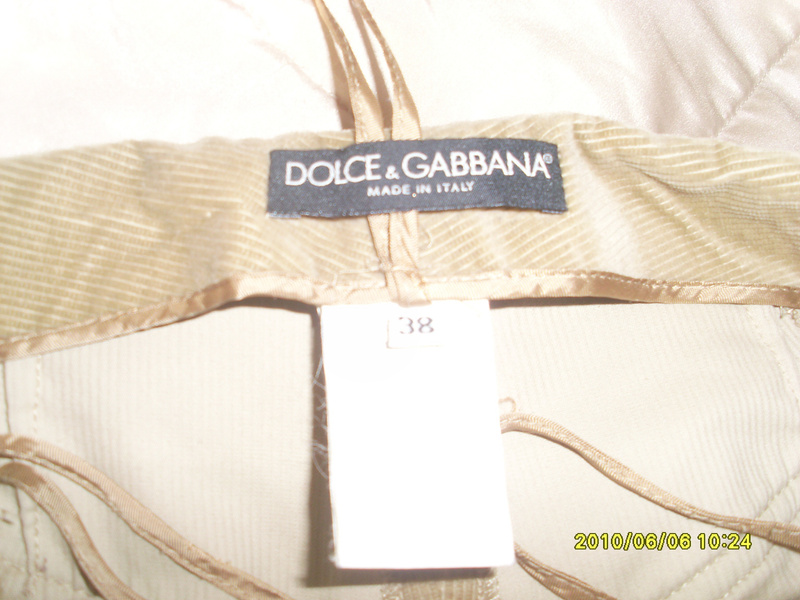 DOLCE & GABBANA®
MADE IN ITALY
38
2010/06/06 10:24